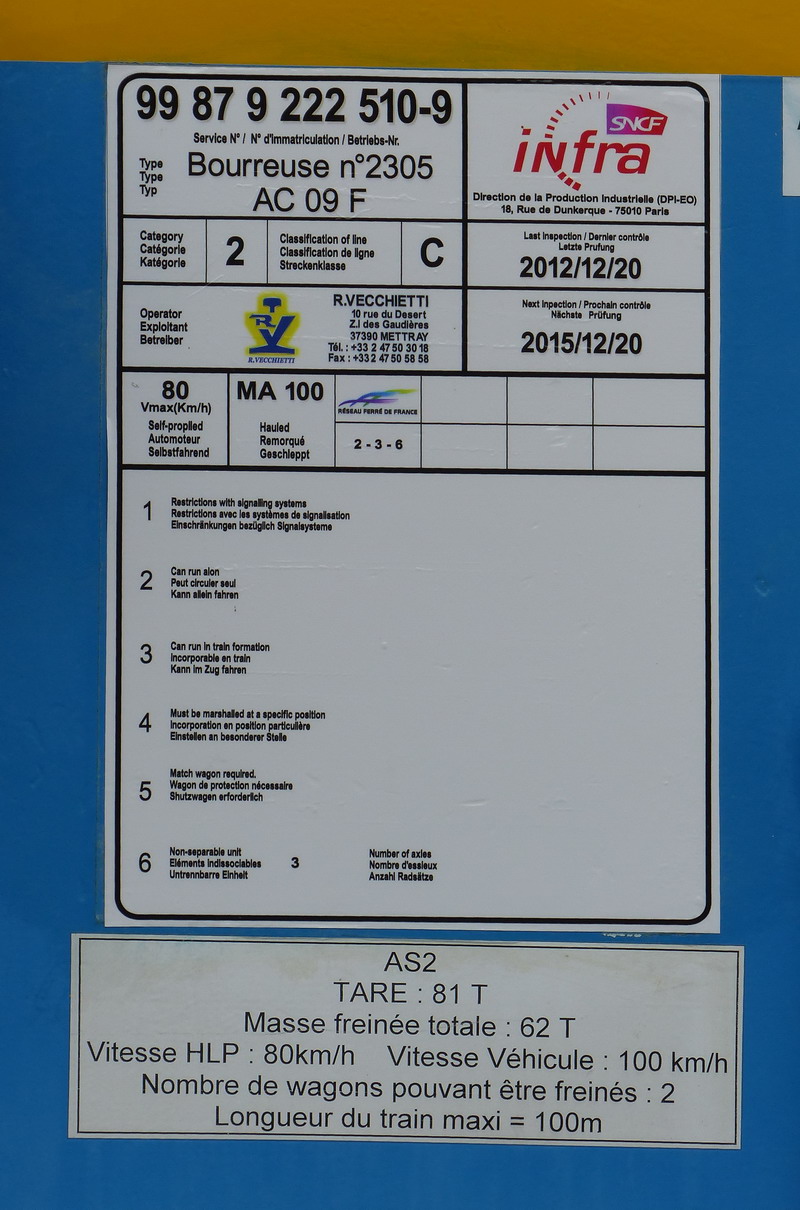 99 87 9 222 510-9
Service N° / N° d'immatriculation / Betriebs-Nr.
Type
Type
Typ
Bourreuse n°2305
AC 09 F
SNCF
infra
Direction de la Production Industrielle (DPI-EO)
18, Rue de Dunkerque - 75010 Paris
Category
Catégorie
Katégorie
2
Classification of line
Classification de ligne
Streckenklasse
C
Last Inspection / Dernier contrôle
Letzte Prufung
2012/12/20
Operator
Exploitant
Betreiber
RV
R.VECCHIETTI
R.VECCHIETTI
10 rue du Desert
Z.I des Gaudières
37390 METTRAY
Tél. : +33 2 47 50 30 18
Fax : +33 2 47 50 58 58
Next Inpection / Prochain contrôle
Nächste Prüfung
2015/12/20
80
Vmax(Km/h)
Self-proplled
Automoteur
Selbstfahrend
MA 100
Hauled
Remorqué
Geschleppt
RÉSEAU FERRÉ DE FRANCE
2 - 3 - 6
1
Restrictions with signalling systems
Restrictions avec les systèmes de signalisation
Einschränkungen bezüglich Signalsysteme
2
Can run alon
Peut circuler seul
Kann allein fahren
3
Can run in train formation
Incorporable en train
Kann im Zug fahren
4
Must be marshalled at a specific position
Incorporation en position particulière
Einstellen an besonderer Stelle
5
Match wagon required.
Wagon de protection nécessaire
Shutzwagen erforderlich
6
Non-separable unit
Eléments indissociables
Untrennbarre Einheit
3
Number of axles
Nombre d'essieux
Anzahl Radsätze
AS2
TARE : 81 T
Masse freinée totale : 62 T
Vitesse HLP : 80km/h Vitesse Véhicule : 100 km/h
Nombre de wagons pouvant être freinés : 2
Longueur du train maxi = 100m